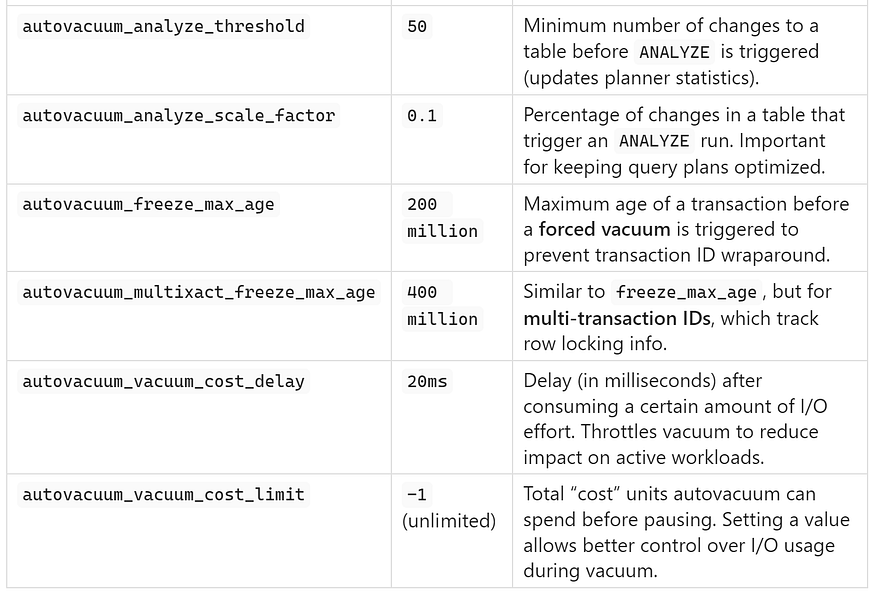 autovacuum_analyze_threshold
50
Minimum number of changes to a
table before ANALYZE is triggered
(updates planner statistics).
autovacuum_analyze_scale_factor
0.1
Percentage of changes in a table that
trigger an ANALYZE run. Important
for keeping query plans optimized.
autovacuum_freeze_max_age
200
million
Maximum age of a transaction before
a forced vacuum is triggered to
prevent transaction ID wraparound.
autovacuum_multixact_freeze_max_age
400
million
Similar to freeze_max_age, but for
multi-transaction IDs, which track
row locking info.
autovacuum_vacuum_cost_delay
20ms
Delay (in milliseconds) after
consuming a certain amount of I/O
effort. Throttles vacuum to reduce
impact on active workloads.
autovacuum_vacuum_cost_limit
-1
(unlimited)
Total “cost” units autovacuum can
spend before pausing. Setting a value
allows better control over I/O usage
during vacuum.